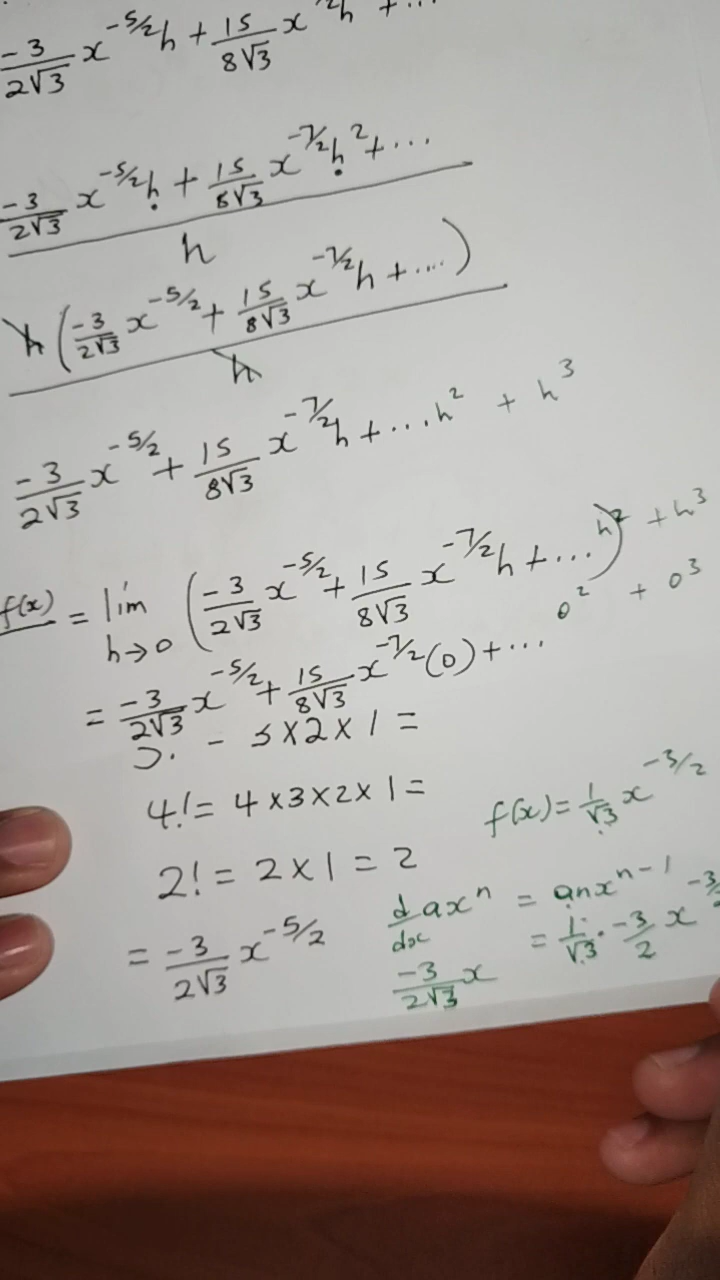 -3/2√3 x^-5/2 h + 15/8√3 x h + ...
-3/2√3 x^-5/2 h + 15/8√3 x^-7/2 h^2 + ...
h
h ( -3/2√3 x^-5/2 + 15/8√3 x^-7/2 h + .... )
h
-3/2√3 x^-5/2 + 15/8√3 x^-7/2 h + ... h^2 + h^3
f(x) = lim h→0 ( -3/2√3 x^-5/2 + 15/8√3 x^-7/2 h + ... ) h^2 + h^3
= -3/2√3 x^-5/2 + 15/8√3 x^-7/2 (0) + ... 0^2 + 0^3
× 2 × 1 =
4! = 4 × 3 × 2 × 1 =
f(x) = 1/√3 x^-3/2
2! = 2 × 1 = 2
d/dx ax^n = anx^n-1
= -3/2√3 x^-5/2
= 1/√3 · -3/2 x
-3/2√3 x